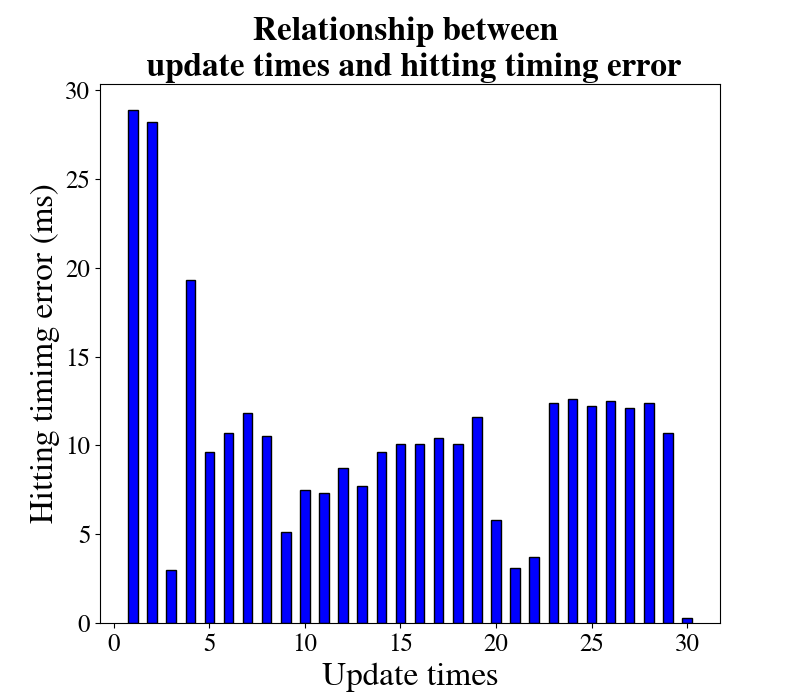 Relationship between
update times and hitting timing error
Hitting timimg error (ms)
30
25
20
15
10
5
0
0 5 10 15 20 25 30
Update times